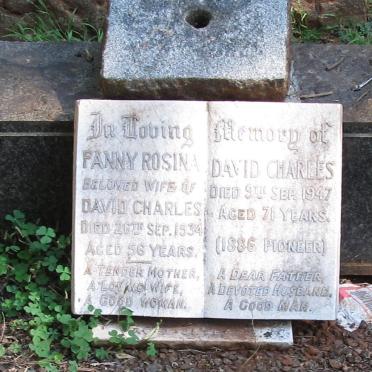 In Loving
FANNY ROSINA
BELOVED WIFE OF
DAVID CHARLES
DIED 26TH SEP. 1934
AGED 56 YEARS.
A TENDER MOTHER,
A LOVING WIFE,
A GOOD WOMAN.
Memory of
DAVID CHARLES
DIED 9TH SEP. 1947
AGED 71 YEARS.
(1886 PIONEER)
A DEAR FATHER,
A DEVOTED HUSBAND,
A GOOD MAN.